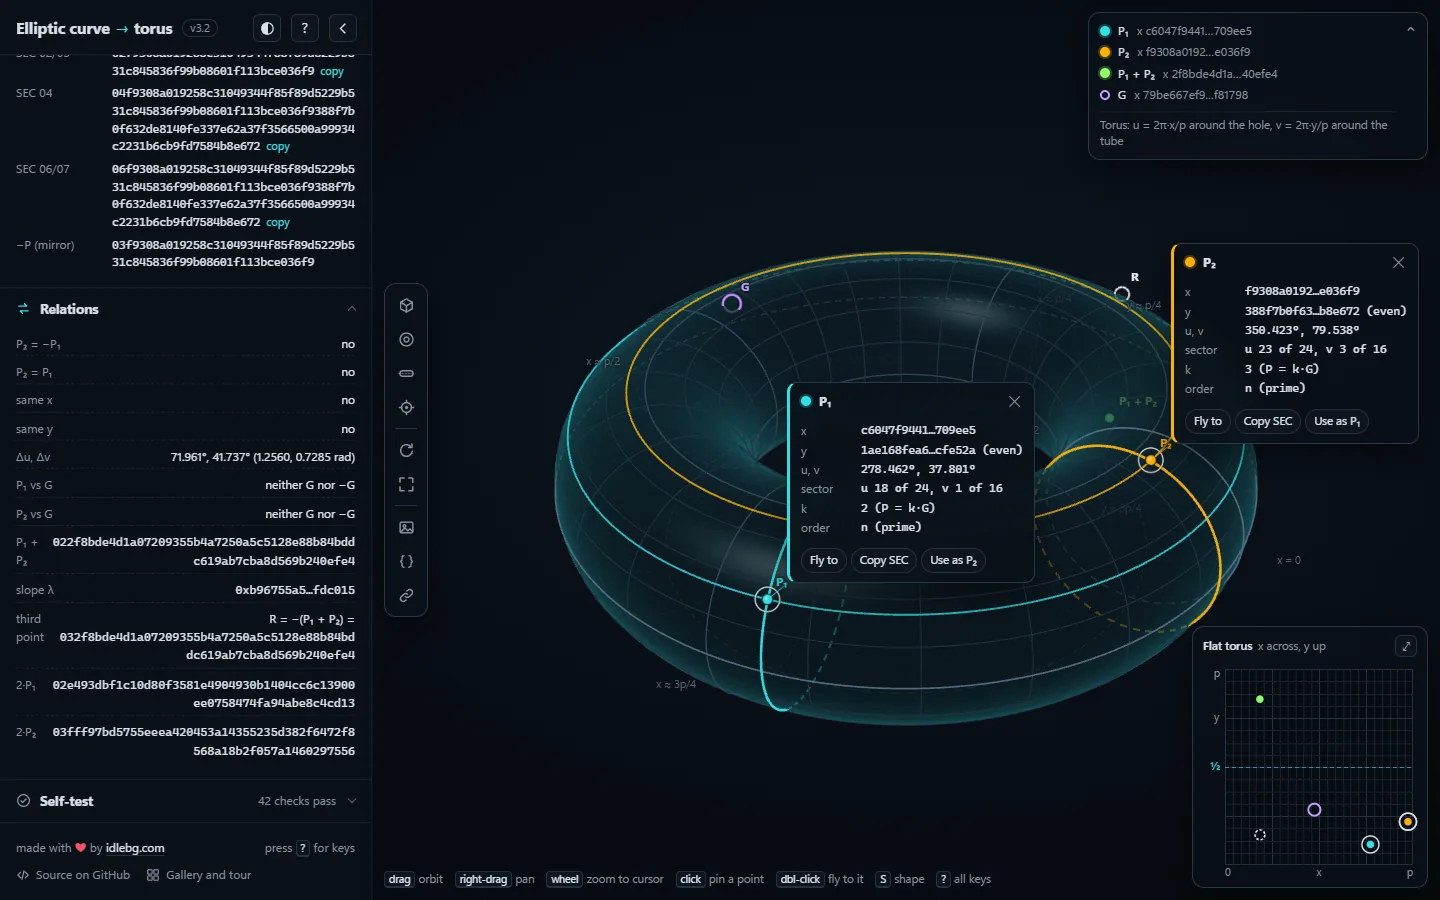 Elliptic curve → torus v3.2 ?
31c845836f99b08601f113bce036f9 copy
SEC 04
04f9308a019258c31049344f85f89d5229b5
31c845836f99b08601f113bce036f9388f7b
0f632de8140fe337e62a37f3566500a99934
c2231b6cb9fd7584b8e672 copy
SEC 06/07
06f9308a019258c31049344f85f89d5229b5
31c845836f99b08601f113bce036f9388f7b
0f632de8140fe337e62a37f3566500a99934
c2231b6cb9fd7584b8e672 copy
−P (mirror)
03f9308a019258c31049344f85f89d5229b5
31c845836f99b08601f113bce036f9
Relations
P₂ = −P₁ no
P₂ = P₁ no
same x no
same y no
Δu, Δv 71.961°, 41.737° (1.2560, 0.7285 rad)
P₁ vs G neither G nor −G
P₂ vs G neither G nor −G
P₁ + P₂
022f8bde4d1a07209355b4a7250a5c5128e88b84bdd
c619ab7cba8d569b240efe4
slope λ 0xb96755a5…fdc015
third point
R = −(P₁ + P₂) =
032f8bde4d1a07209355b4a7250a5c5128e88b84bd
dc619ab7cba8d569b240efe4
2·P₁ 02e493dbf1c10d80f3581e4904930b1404cc6c13900
ee0758474fa94abe8c4cd13
2·P₂ 03fff97bd5755eeea420453a14355235d382f6472f8
568a18b2f057a1460297556
Self-test 42 checks pass
made with ❤ by idlebg.com press ? for keys
Source on GitHub Gallery and tour
P₁ x c6047f9441…709ee5
P₂ x f9308a0192…e036f9
P₁ + P₂ x 2f8bde4d1a…40efe4
G x 79be667ef9…f81798
Torus: u = 2π·x/p around the hole, v = 2π·y/p around the
tube
G
R
x ≈ p/2
P₁ + P₂
P₂
P₁
x = 0
x ≈ 3p/4
P₁
x c6047f9441…709ee5
y 1ae168fea6…cfe52a (even)
u, v 278.462°, 37.801°
sector u 18 of 24, v 1 of 16
k 2 (P = k·G)
order n (prime)
Fly to Copy SEC Use as P₂
P₂
x f9308a0192…e036f9
y 388f7b0f63…b8e672 (even)
u, v 350.423°, 79.538°
sector u 23 of 24, v 3 of 16
k 3 (P = k·G)
order n (prime)
Fly to Copy SEC Use as P₁
Flat torus x across, y up
p
y
½
0 x p
drag orbit right-drag pan wheel zoom to cursor click pin a point dbl-click fly to it S shape ? all keys